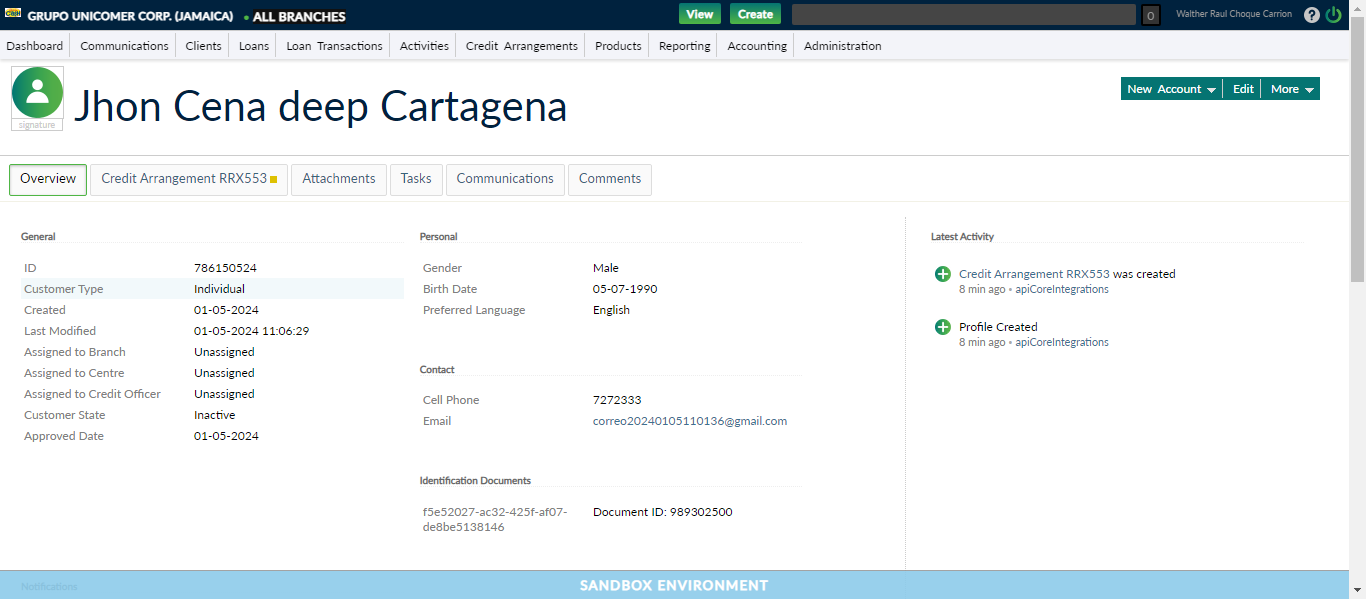 GRUPO UNICOMER CORP. (JAMAICA) • ALL BRANCHES View Create 0 Walther Raul Choque Carrion ?
Dashboard Communications Clients Loans Loan Transactions Activities Credit Arrangements Products Reporting Accounting Administration
signature
Jhon Cena deep Cartagena
New Account Edit More
Overview Credit Arrangement RRX553 Attachments Tasks Communications Comments
General
ID 786150524
Customer Type Individual
Created 01-05-2024
Last Modified 01-05-2024 11:06:29
Assigned to Branch Unassigned
Assigned to Centre Unassigned
Assigned to Credit Officer Unassigned
Customer State Inactive
Approved Date 01-05-2024
Personal
Gender Male
Birth Date 05-07-1990
Preferred Language English
Contact
Cell Phone 7272333
Email correo20240105110136@gmail.com
Identification Documents
f5e52027-ac32-425f-af07-
de8be5138146 Document ID: 989302500
Latest Activity
Credit Arrangement RRX553 was created
8 min ago • apiCoreIntegrations
Profile Created
8 min ago • apiCoreIntegrations
Notifications
SANDBOX ENVIRONMENT